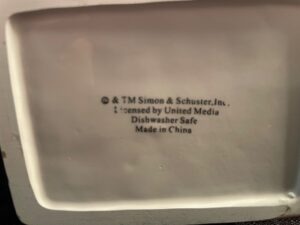 © & TM Simon & Schuster, Inc.
Licensed by United Media
Dishwasher Safe
Made in China